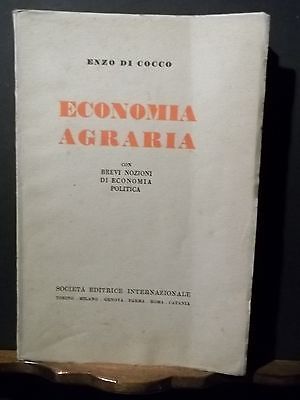 ENZO DI COCCO
ECONOMIA
AGRARIA
CON
BREVI NOZIONI
DI ECONOMIA
POLITICA
SOCIETÀ EDITRICE INTERNAZIONALE
TORINO - MILANO - GENOVA - PARMA - ROMA - CATANIA